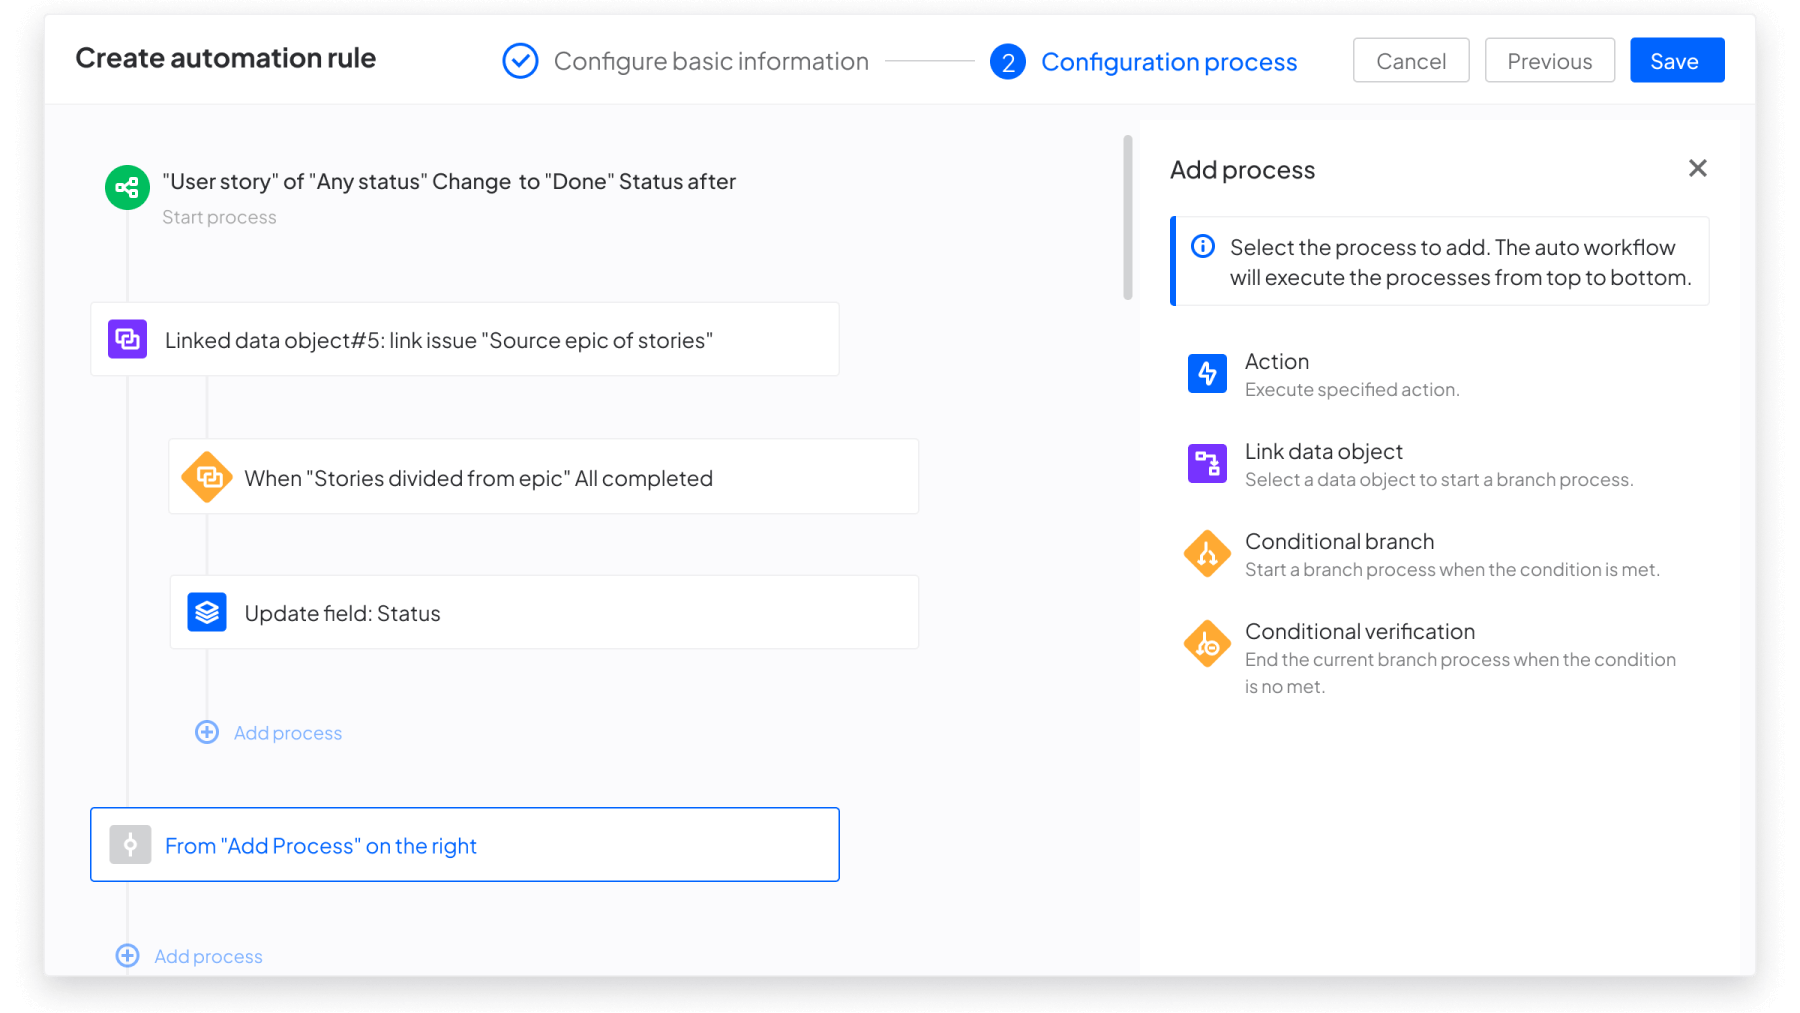 Create automation rule
Configure basic information
2
Configuration process
Cancel
Previous
Save
"User story" of "Any status" Change to "Done" Status after
Start process
Linked data object#5: link issue "Source epic of stories"
When "Stories divided from epic" All completed
Update field: Status
Add process
From "Add Process" on the right
Add process
Add process
Select the process to add. The auto workflow
will execute the processes from top to bottom.
Action
Execute specified action.
Link data object
Select a data object to start a branch process.
Conditional branch
Start a branch process when the condition is met.
Conditional verification
End the current branch process when the condition
is no met.